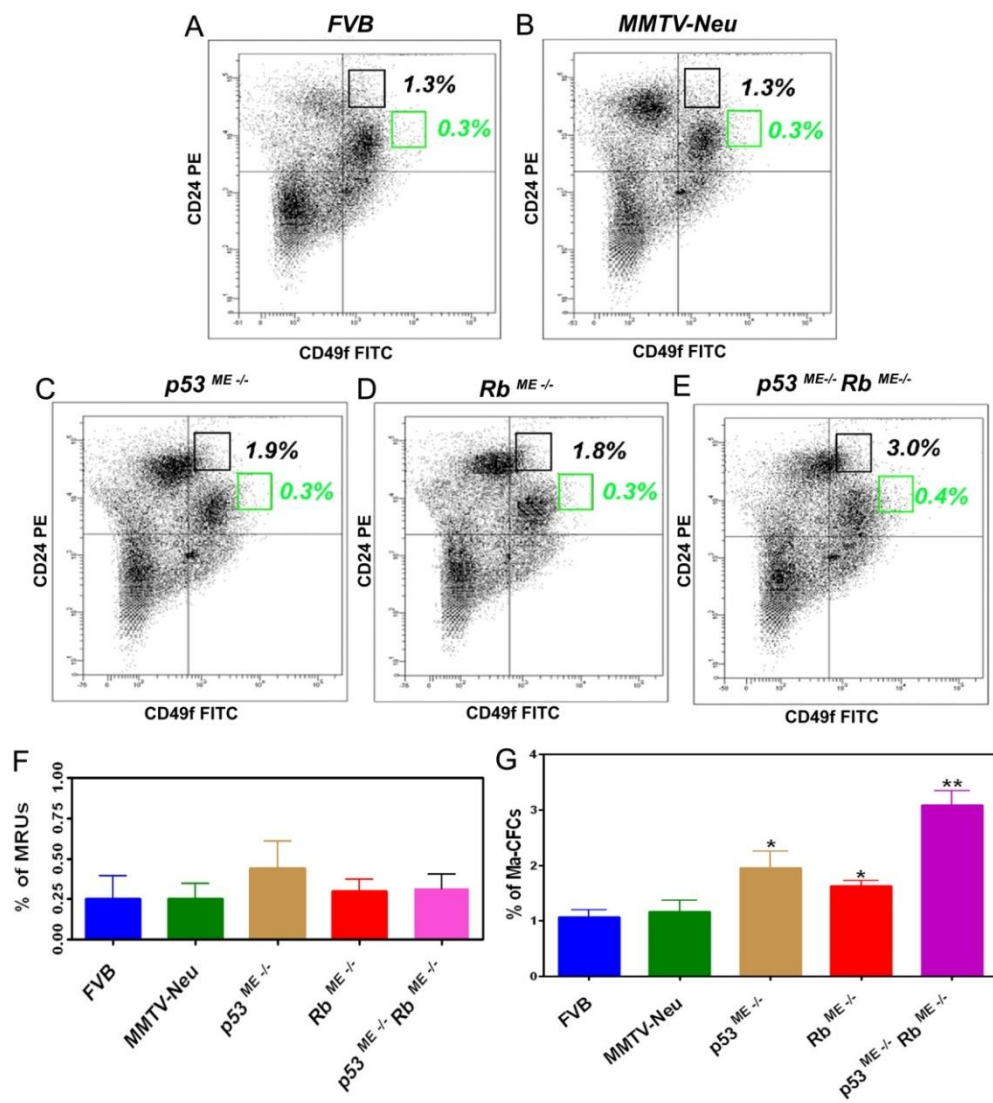 A
FVB
1.3%
0.3%
CD24 PE
CD49f FITC
B
MMTV-Neu
1.3%
0.3%
CD24 PE
CD49f FITC
C
p53 ME -/-
1.9%
0.3%
CD24 PE
CD49f FITC
D
Rb ME -/-
1.8%
0.3%
CD24 PE
CD49f FITC
E
p53 ME-/- Rb ME-/-
3.0%
0.4%
CD24 PE
CD49f FITC
F
% of MRUs
1.00
0.75
0.50
0.25
0.00
FVB
MMTV-Neu
p53 ME -/-
Rb ME -/-
p53 ME -/- Rb ME -/-
G
% of Ma-CFCs
4
3
2
1
0
*
*
**
FVB
MMTV-Neu
p53 ME -/-
Rb ME -/-
p53 ME -/- Rb ME -/-